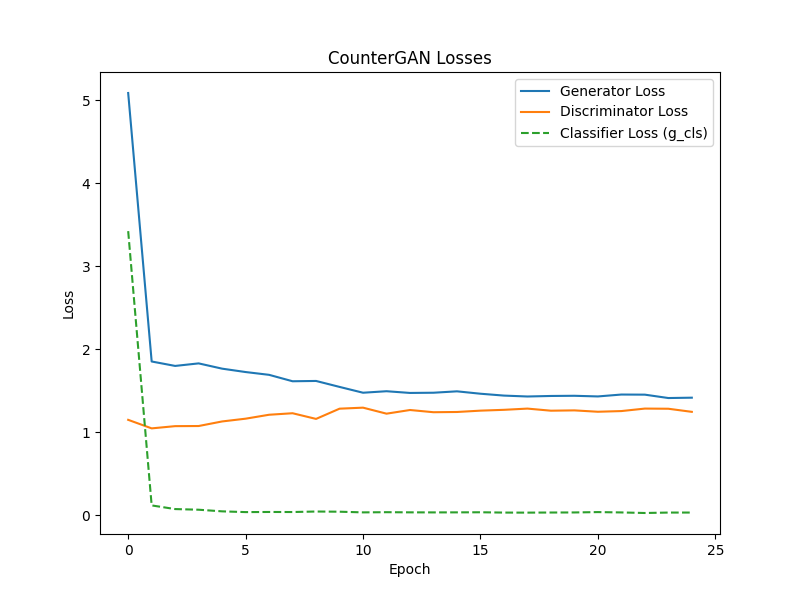 CounterGAN Losses
Generator Loss
Discriminator Loss
Classifier Loss (g_cls)
5
4
3
2
1
0
Loss
0 5 10 15 20 25
Epoch